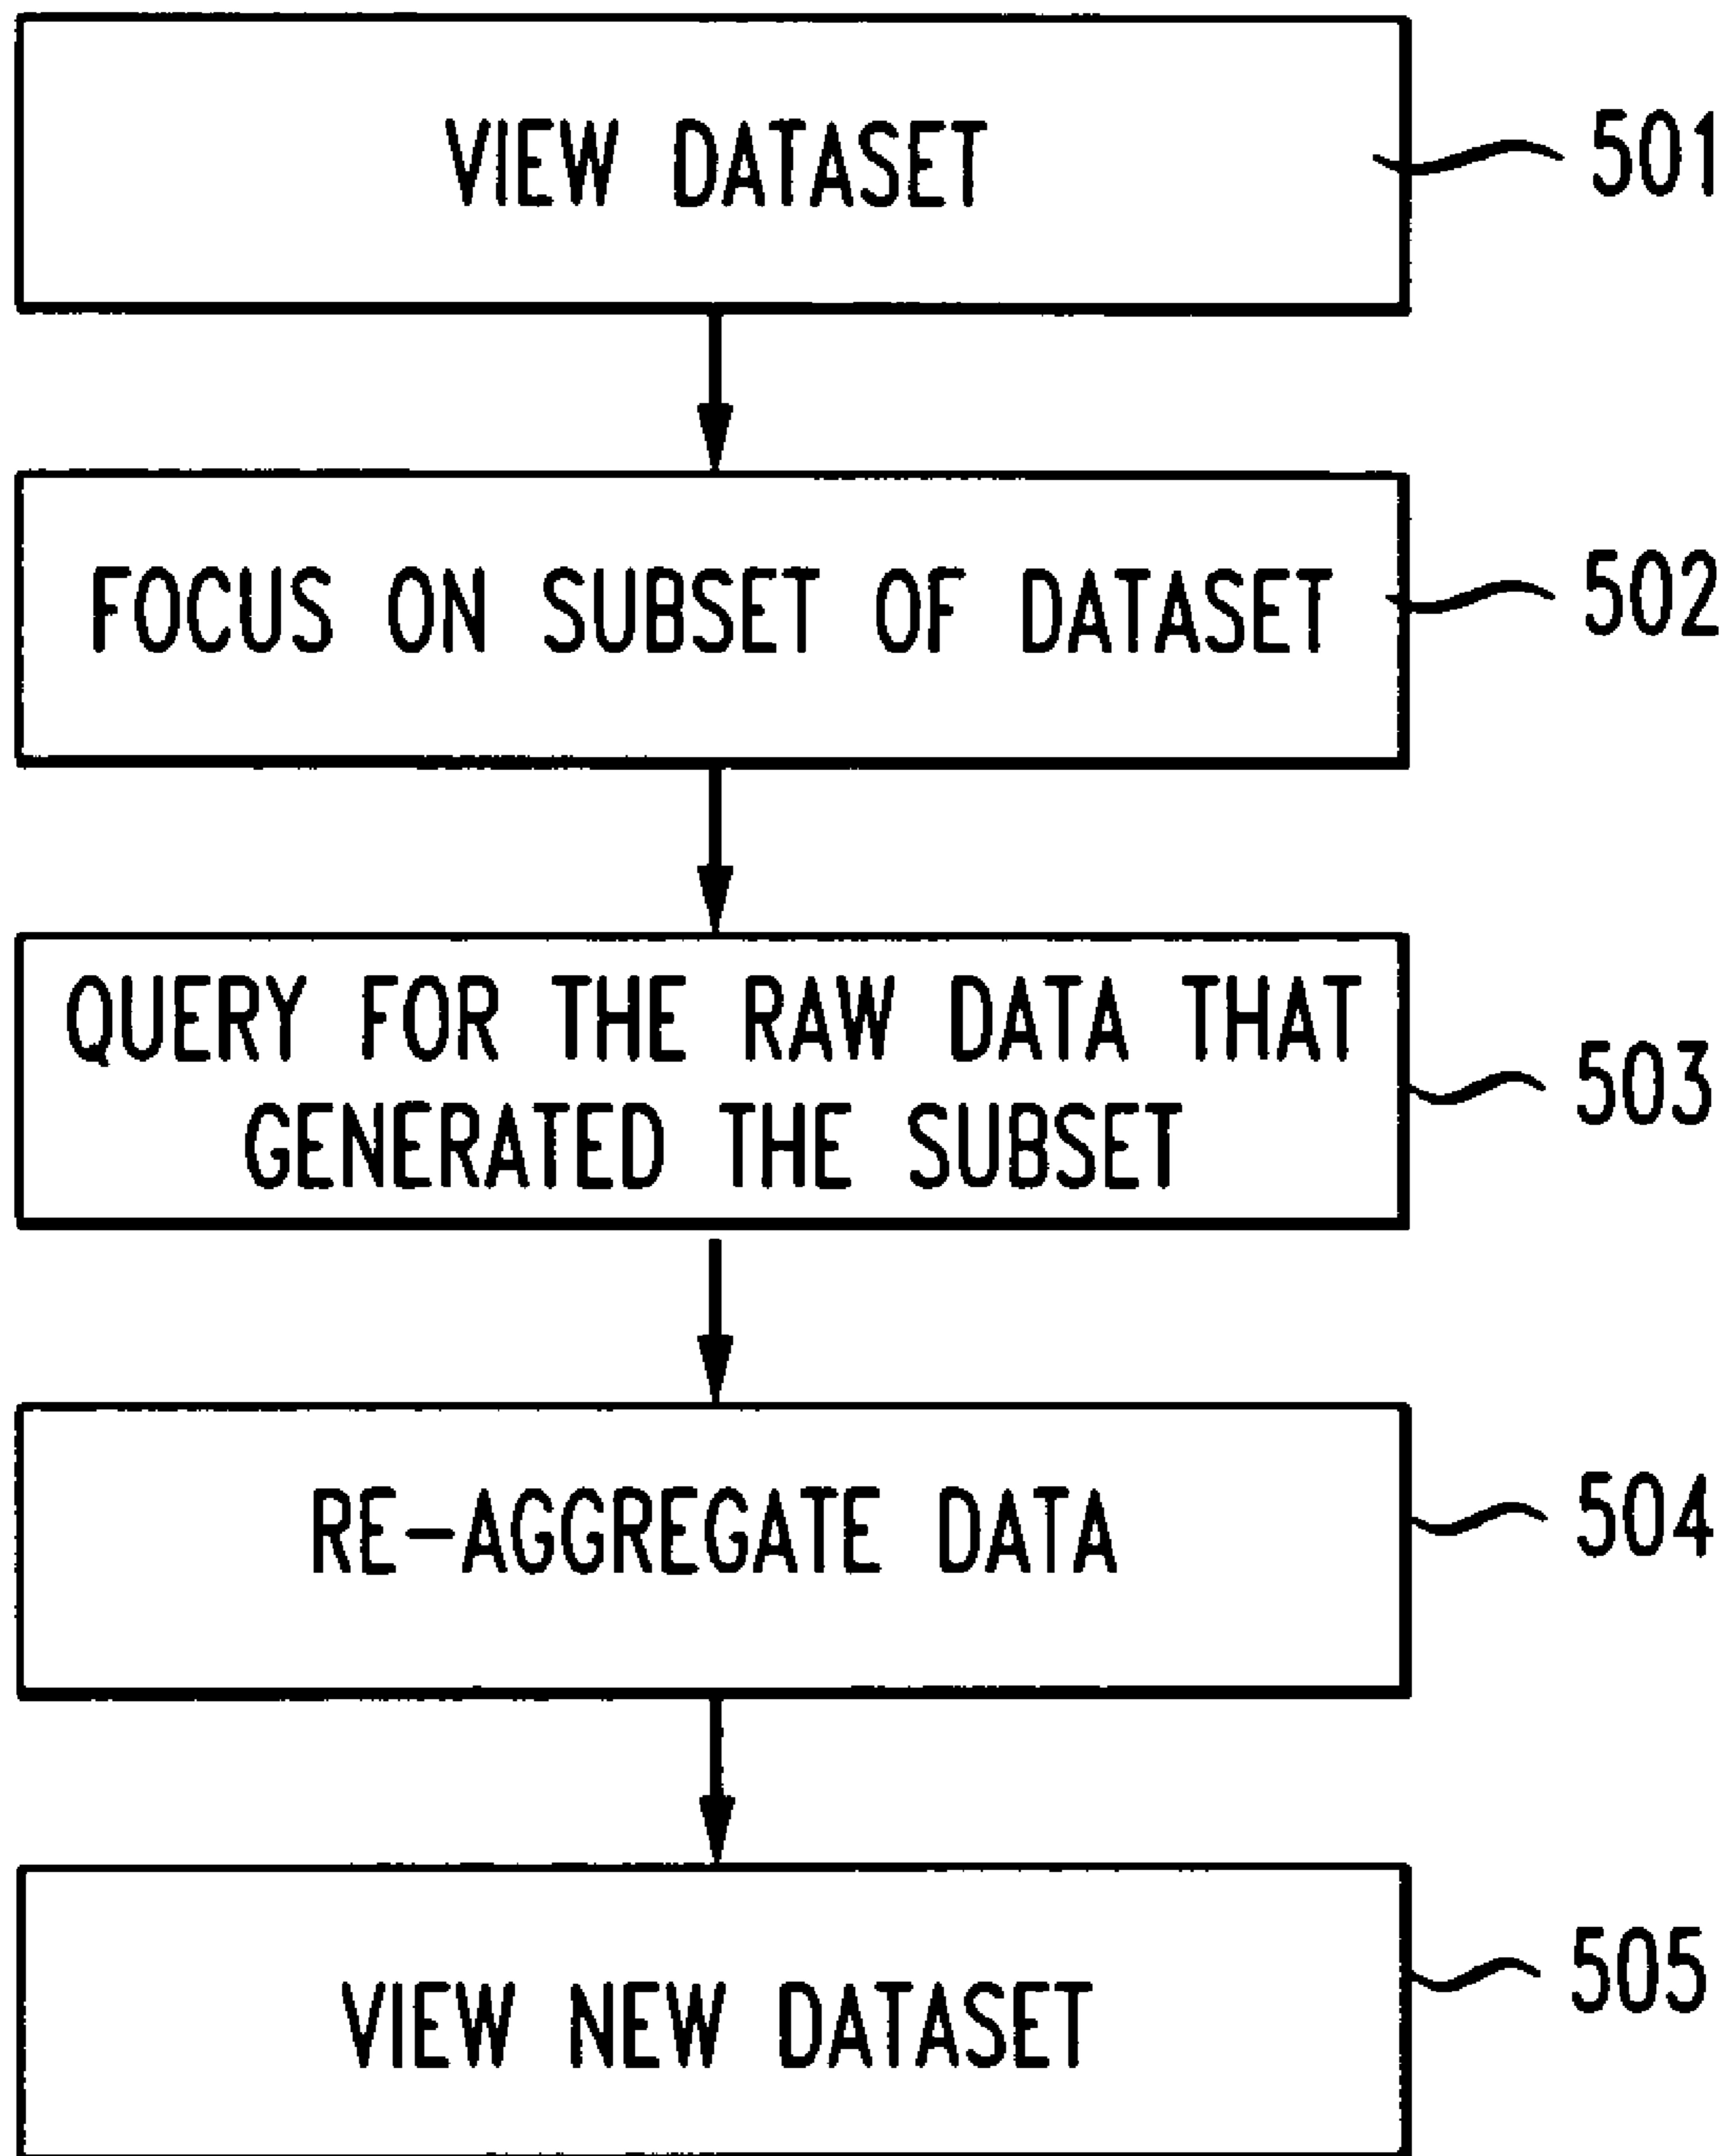 VIEW DATASET
501
FOCUS ON SUBSET OF DATASET
502
QUERY FOR THE RAW DATA THAT
GENERATED THE SUBSET
503
RE-AGGREGATE DATA
504
VIEW NEW DATASET
505